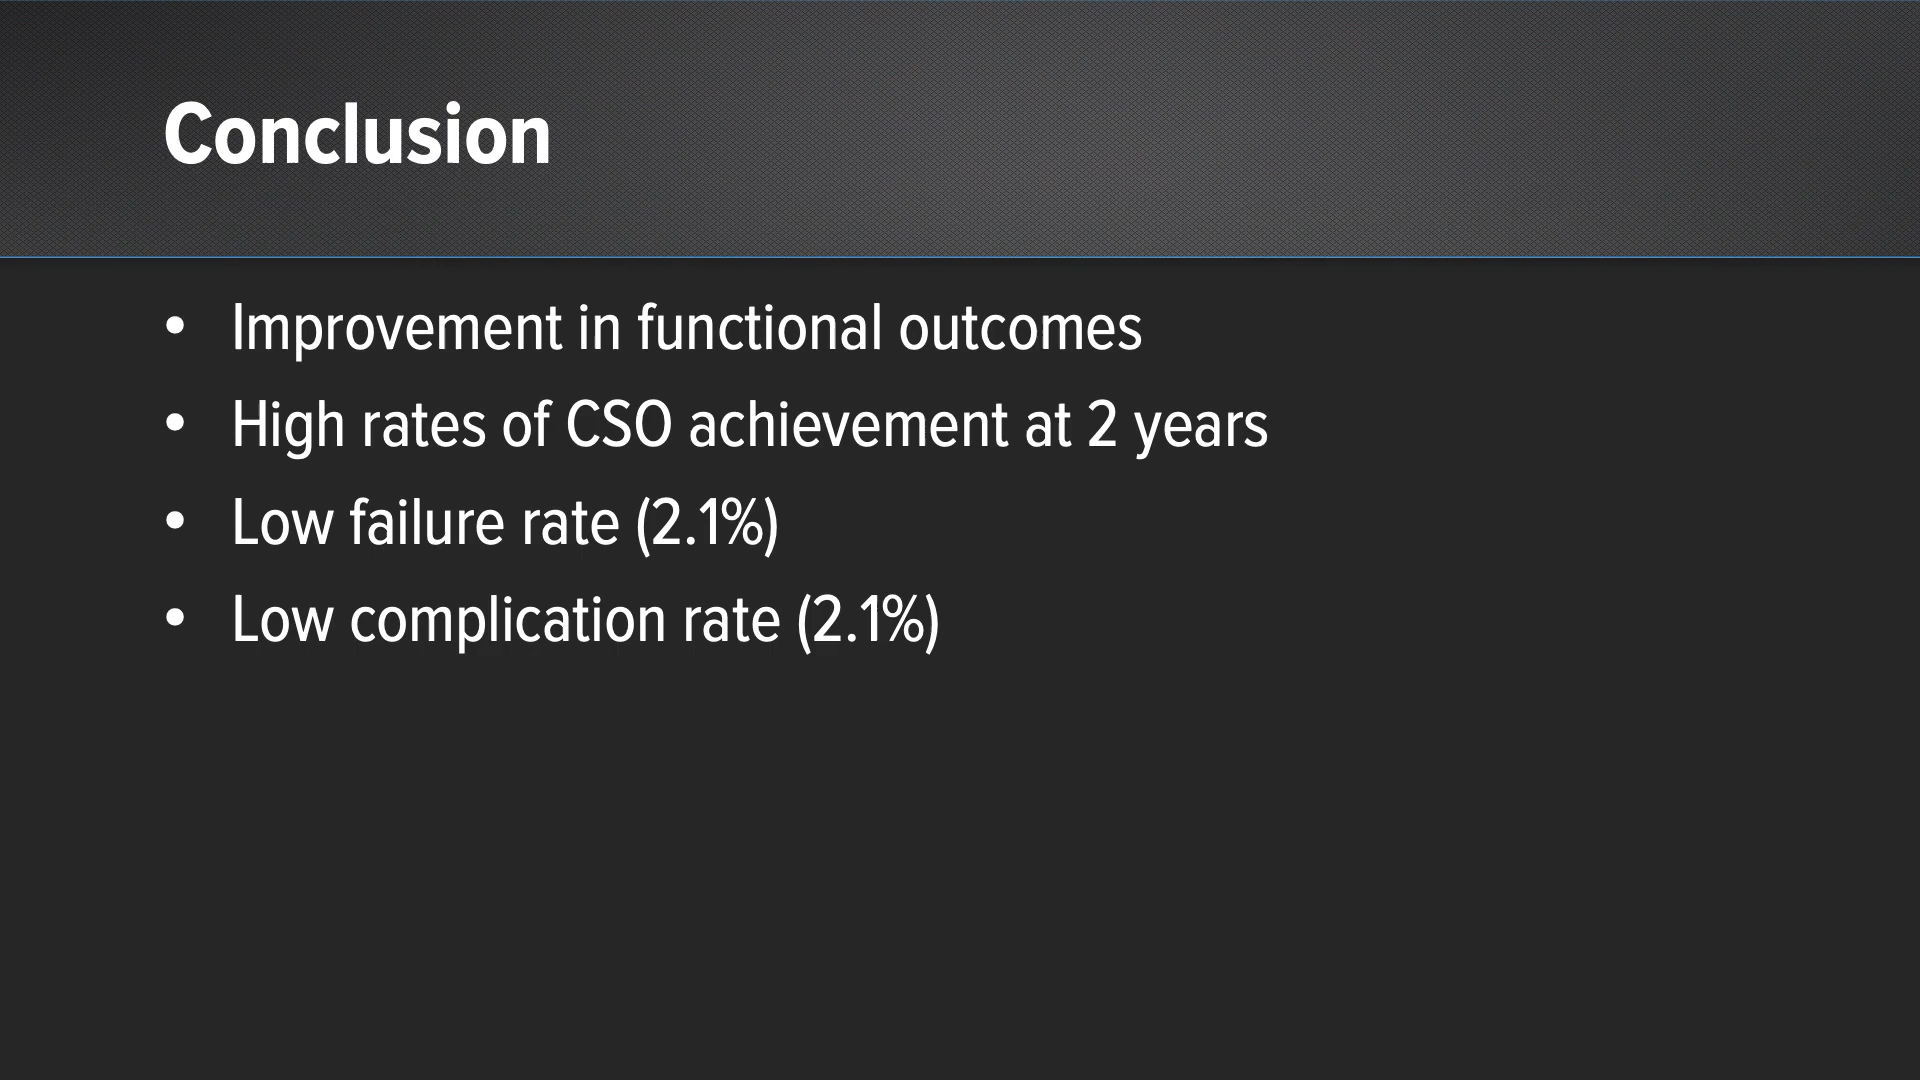 Conclusion
• Improvement in functional outcomes
• High rates of CSO achievement at 2 years
• Low failure rate (2.1%)
• Low complication rate (2.1%)